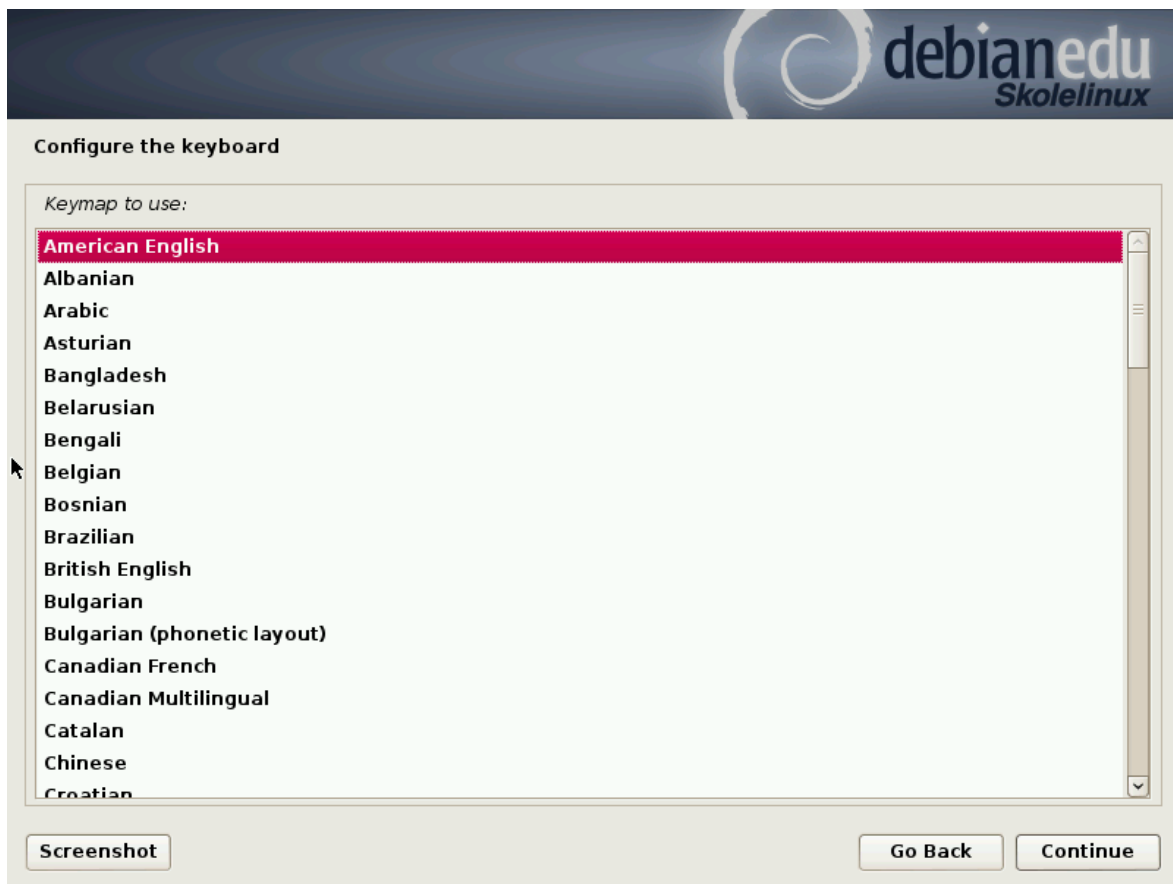 debianedu
Skolelinux
Configure the keyboard
Keymap to use:
American English
Albanian
Arabic
Asturian
Bangladesh
Belarusian
Bengali
Belgian
Bosnian
Brazilian
British English
Bulgarian
Bulgarian (phonetic layout)
Canadian French
Canadian Multilingual
Catalan
Chinese
Croatian
Screenshot
Go Back
Continue